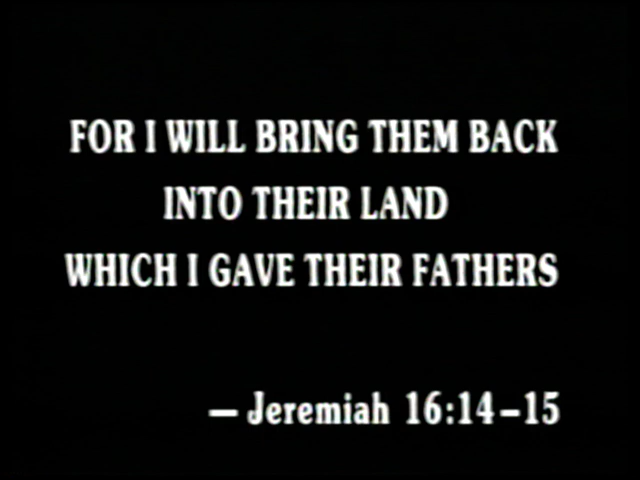 FOR I WILL BRING THEM BACK
INTO THEIR LAND
WHICH I GAVE THEIR FATHERS
— Jeremiah 16:14–15